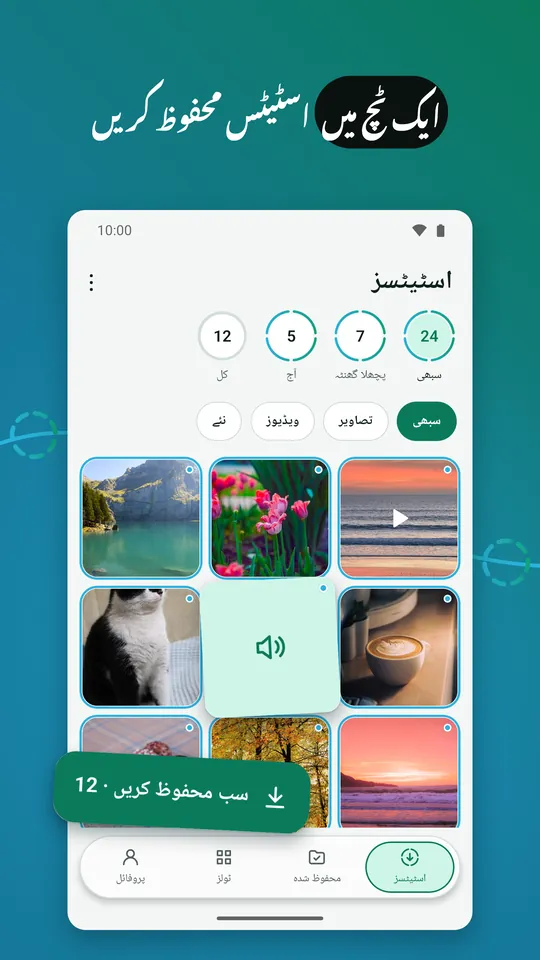 ایک ٹچ میں اسٹیٹس محفوظ کریں
10:00
اسٹیٹسز
24
7
5
12
سبھی
پچھلا گھنٹہ
آج
کل
سبھی
تصاویر
ویڈیوز
نئے
سب محفوظ کریں · 12
اسٹیٹسز
محفوظ شدہ
ٹولز
پروفائل